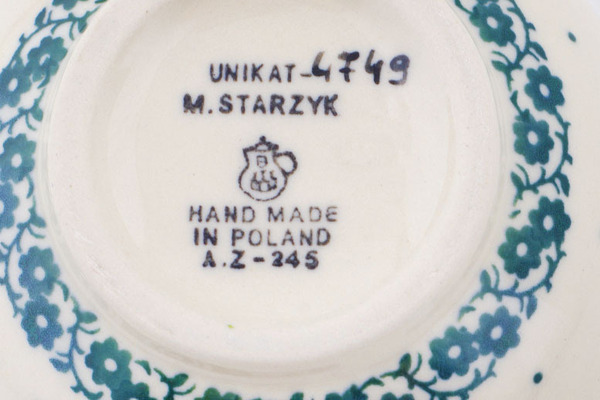 UNIKAT-4749
M. STARZYK
HAND MADE
IN POLAND
A.Z-245